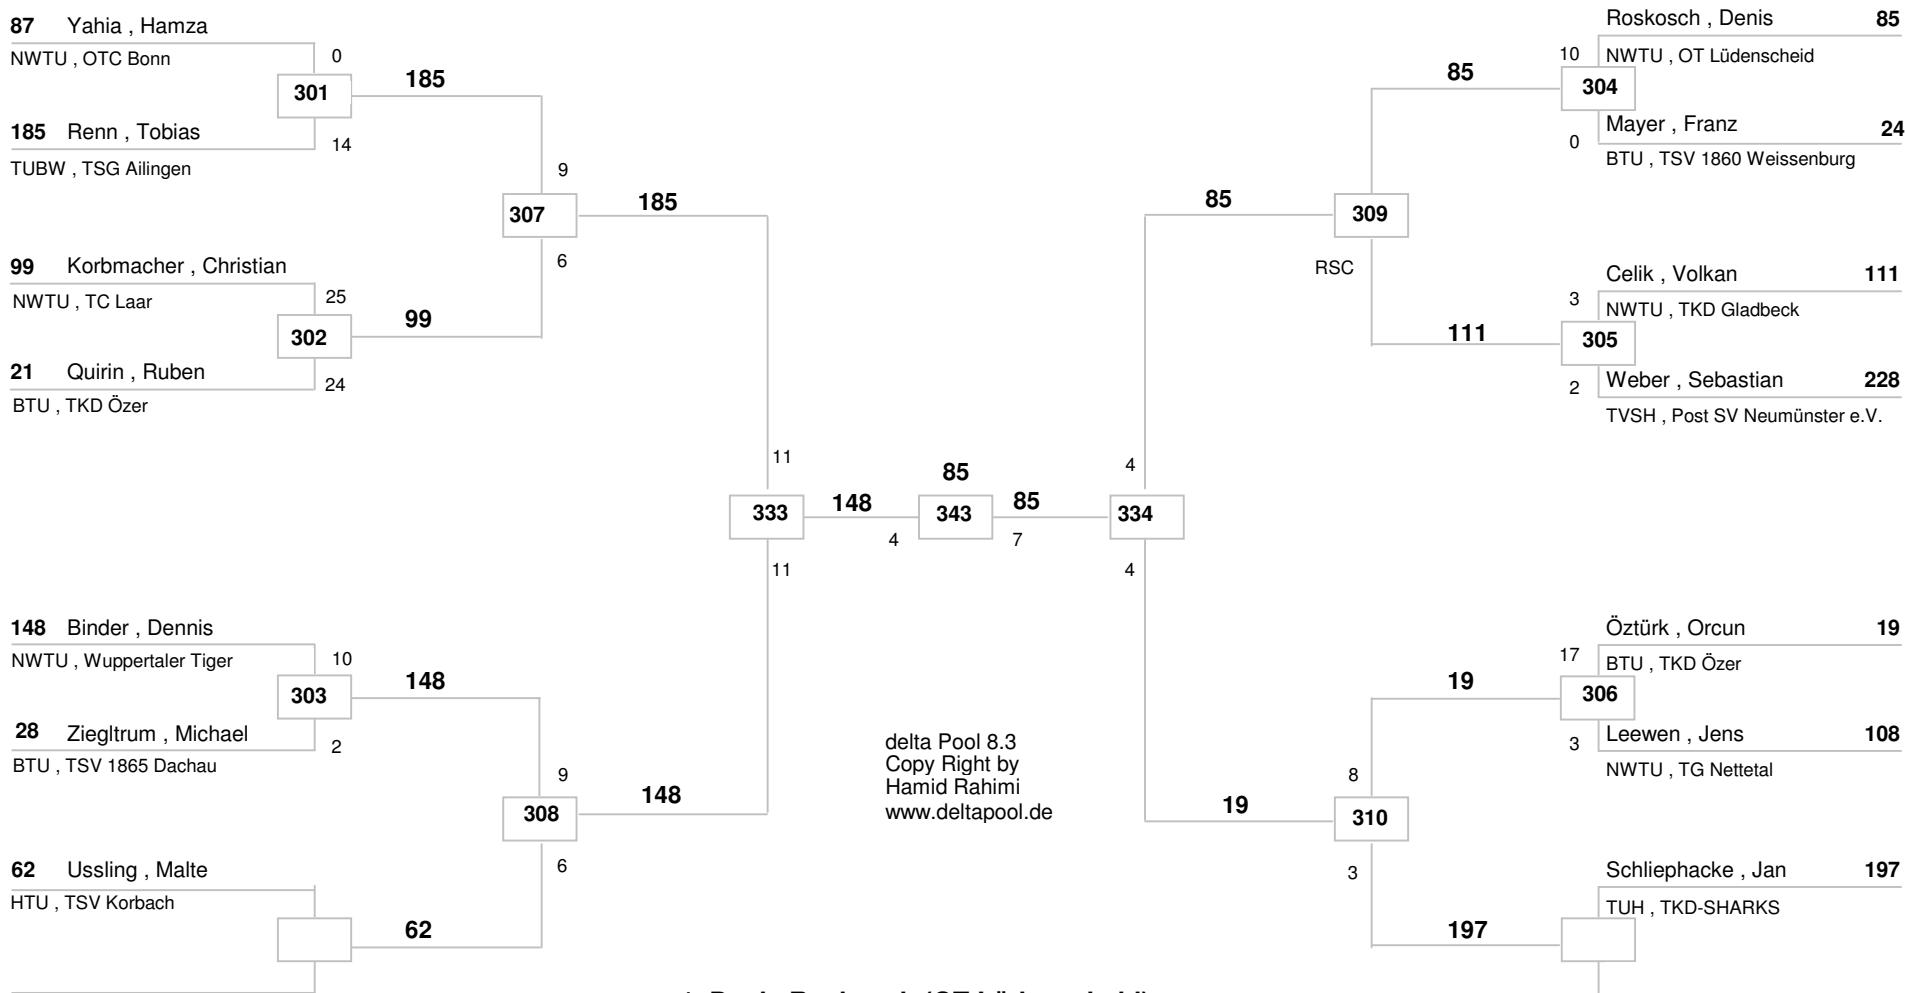 87 Yahia , Hamza
NWTU , OTC Bonn
0
301
185
185 Renn , Tobias
14
TUBW , TSG Ailingen
9
307
185
6
99 Korbmacher , Christian
NWTU , TC Laar
25
302
99
21 Quirin , Ruben
24
BTU , TKD Özer
11
333
148
4
11
148 Binder , Dennis
NWTU , Wuppertaler Tiger
10
303
148
28 Ziegltrum , Michael
2
BTU , TSV 1865 Dachau
9
308
148
6
62 Ussling , Malte
HTU , TSV Korbach
62
85
343
85
7
delta Pool 8.3
Copy Right by
Hamid Rahimi
www.deltapool.de
Roskosch , Denis 85
10
NWTU , OT Lüdenscheid
85
304
Mayer , Franz 24
0
BTU , TSV 1860 Weissenburg
85
309
RSC
Celik , Volkan 111
3
NWTU , TKD Gladbeck
111
305
Weber , Sebastian 228
2
TVSH , Post SV Neumünster e.V.
4
334
4
Öztürk , Orcun 19
17
BTU , TKD Özer
19
306
Leewen , Jens 108
3
NWTU , TG Nettetal
8
19
310
3
Schliephacke , Jan 197
TUH , TKD-SHARKS
197